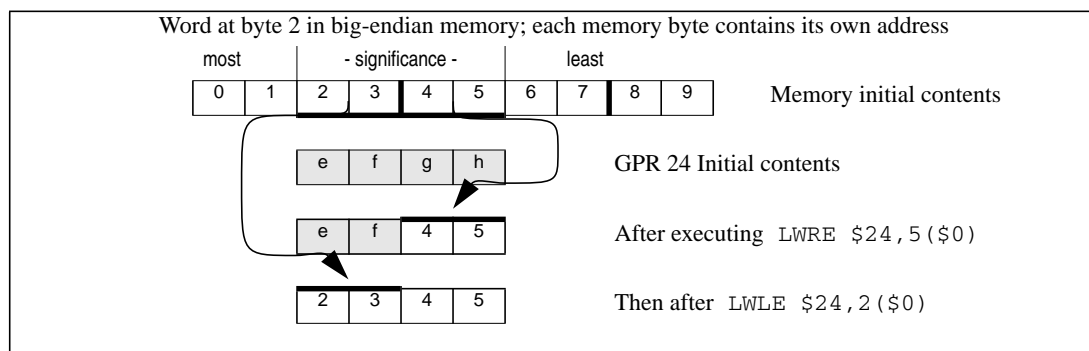 Word at byte 2 in big-endian memory; each memory byte contains its own address
most - significance - least
0 1 2 3 4 5 6 7 8 9 Memory initial contents
e f g h GPR 24 Initial contents
e f 4 5 After executing LWRE $24,5($0)
2 3 4 5 Then after LWLE $24,2($0)